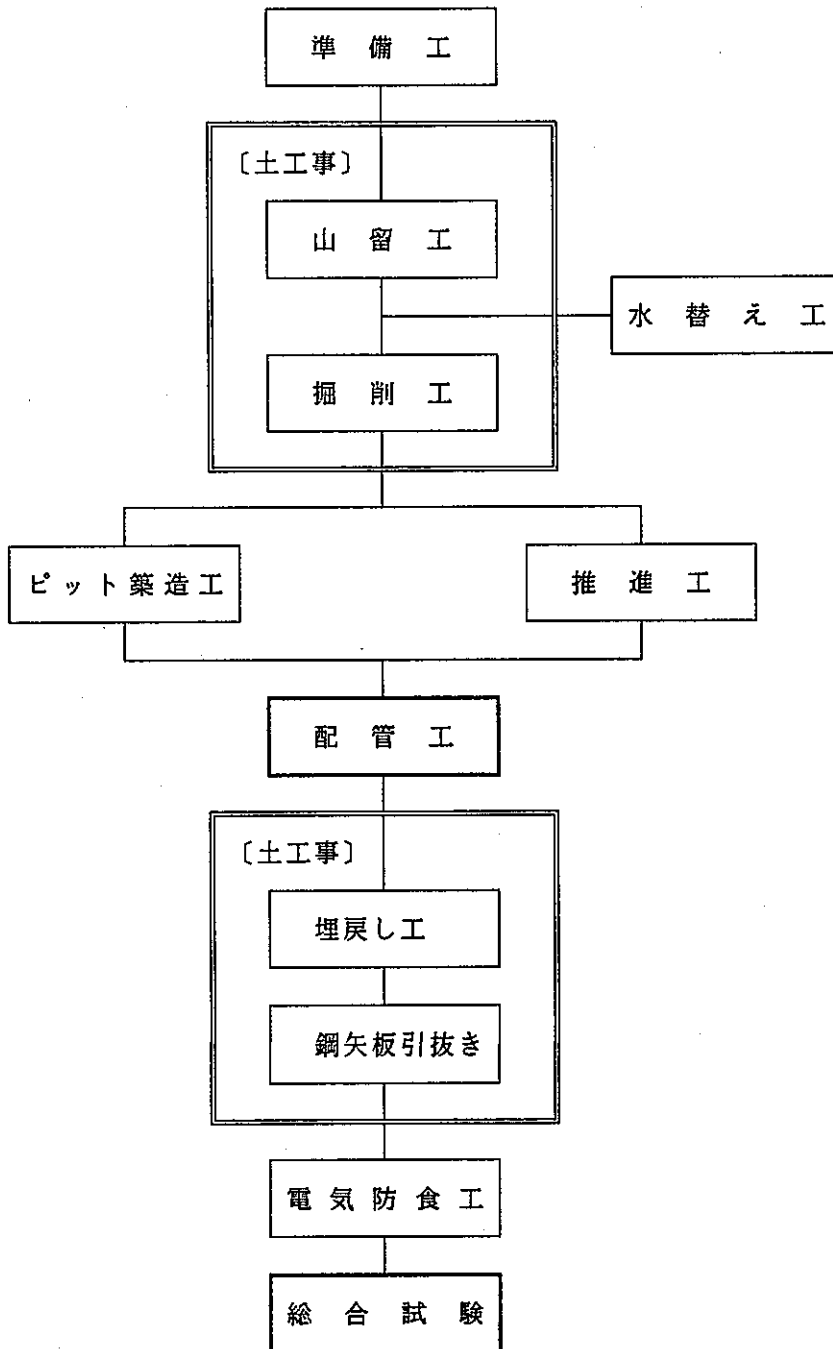 準備工
〔土工事〕
山留工
水替え工
掘削工
ピット築造工
推進工
配管工
〔土工事〕
埋戻し工
鋼矢板引抜き
電気防食工
総合試験